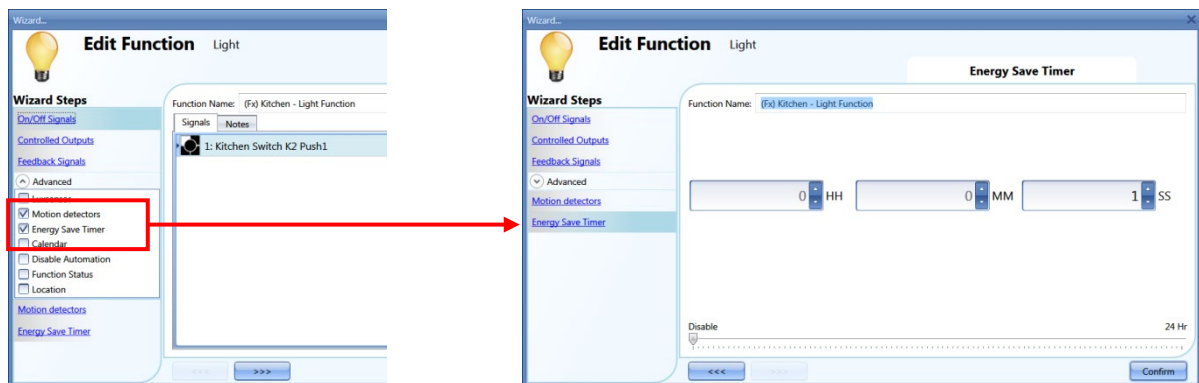 Wizard...
Edit Function Light
Wizard Steps
On/Off Signals
Controlled Outputs
Feedback Signals
Advanced
Motion detectors
Energy Save Timer
Calendar
Disable Automation
Function Status
Location
Motion detectors
Energy Save Timer
Function Name: (Fx) Kitchen - Light Function
Signals Notes
1: Kitchen Switch K2 Push1
<<< >>>
Wizard...
Edit Function Light
Energy Save Timer
Wizard Steps
On/Off Signals
Controlled Outputs
Feedback Signals
Advanced
Motion detectors
Energy Save Timer
Function Name: (Fx) Kitchen - Light Function
0 HH 0 MM 1 SS
Disable 24 Hr
<<< >>> Confirm